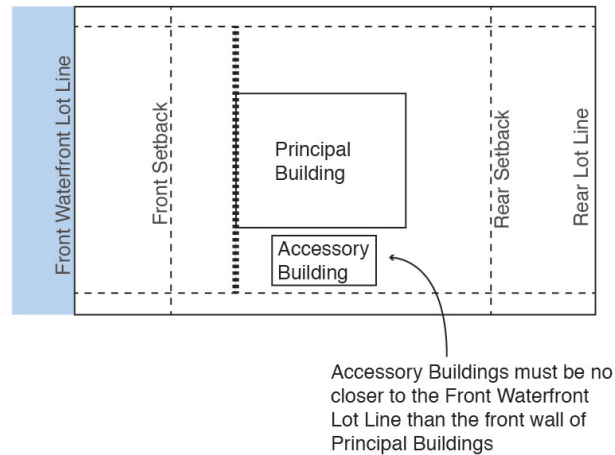 Front Waterfront Lot Line
Front Setback
Principal
Building
Accessory
Building
Rear Setback
Rear Lot Line
Accessory Buildings must be no
closer to the Front Waterfront
Lot Line than the front wall of
Principal Buildings